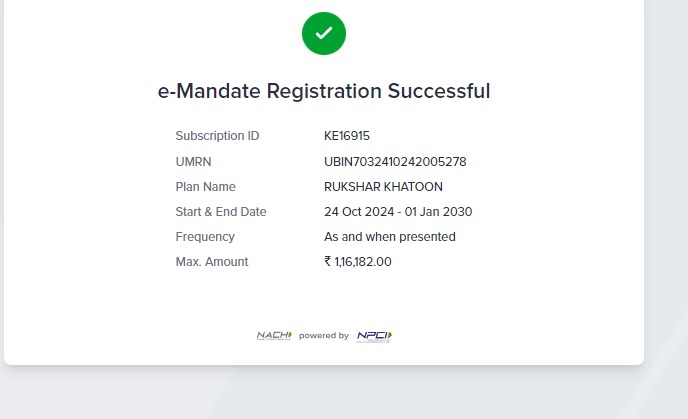 e-Mandate Registration Successful
Subscription ID KE16915
UMRN UBIN7032410242005278
Plan Name RUKSHAR KHATOON
Start & End Date 24 Oct 2024 - 01 Jan 2030
Frequency As and when presented
Max. Amount ₹ 1,16,182.00
NACH powered by NPCI